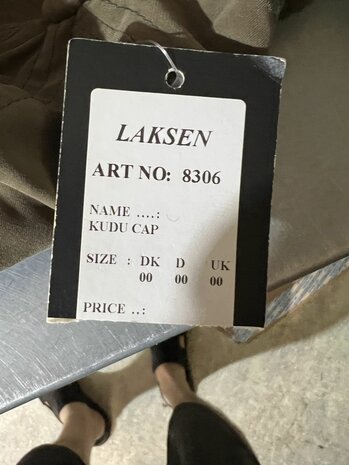 LAKSEN
ART NO: 8306
NAME ....:
KUDU CAP
SIZE : DK D UK
00 00 00
PRICE ..: